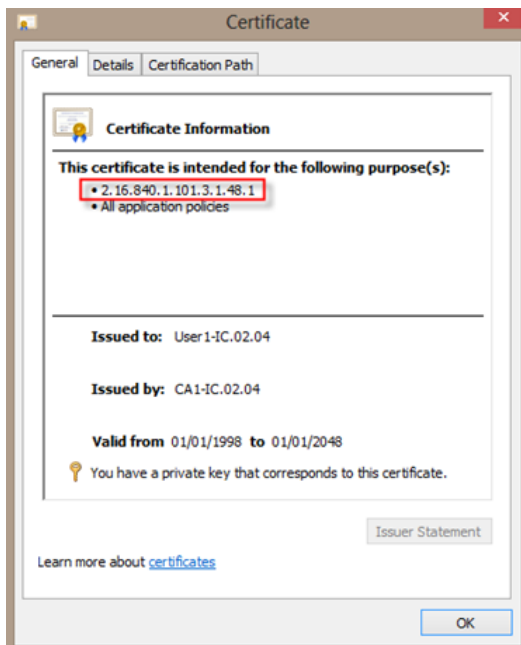 Certificate
General Details Certification Path
Certificate Information
This certificate is intended for the following purpose(s):
• 2.16.840.1.101.3.1.48.1
• All application policies
Issued to: User1-IC.02.04
Issued by: CA1-IC.02.04
Valid from 01/01/1998 to 01/01/2048
You have a private key that corresponds to this certificate.
Issuer Statement
Learn more about certificates
OK